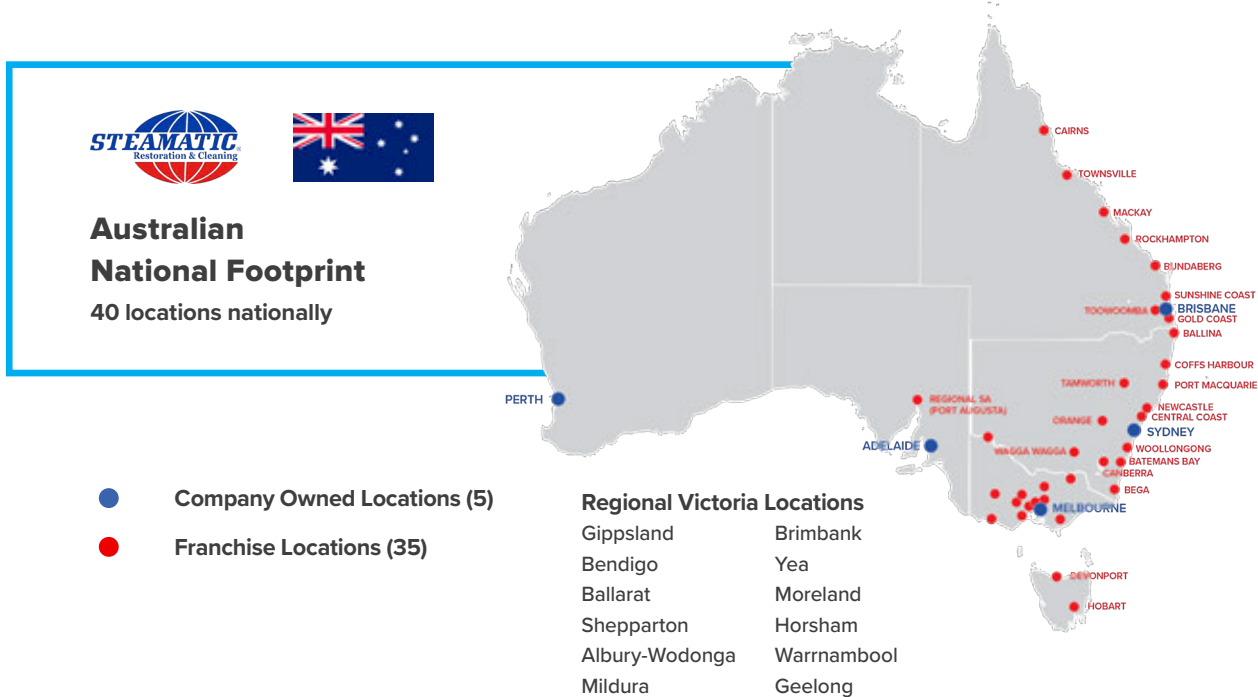 STEAMATIC®
Restoration & Cleaning
Australian
National Footprint
40 locations nationally
CAIRNS
TOWNSVILLE
MACKAY
ROCKHAMPTON
BUNDABERG
SUNSHINE COAST
TOOWOOMBA
BRISBANE
GOLD COAST
BALLINA
COFFS HARBOUR
TAMWORTH
PORT MACQUARIE
PERTH
REGIONAL SA
(PORT AUGUSTA)
NEWCASTLE
CENTRAL COAST
ORANGE
SYDNEY
ADELAIDE
WAGGA WAGGA
WOOLLONGONG
BATEMANS BAY
CANBERRA
BEGA
MELBOURNE
DEVONPORT
HOBART
Company Owned Locations (5)
Franchise Locations (35)
Regional Victoria Locations
Gippsland
Bendigo
Ballarat
Shepparton
Albury-Wodonga
Mildura
Brimbank
Yea
Moreland
Horsham
Warrnambool
Geelong